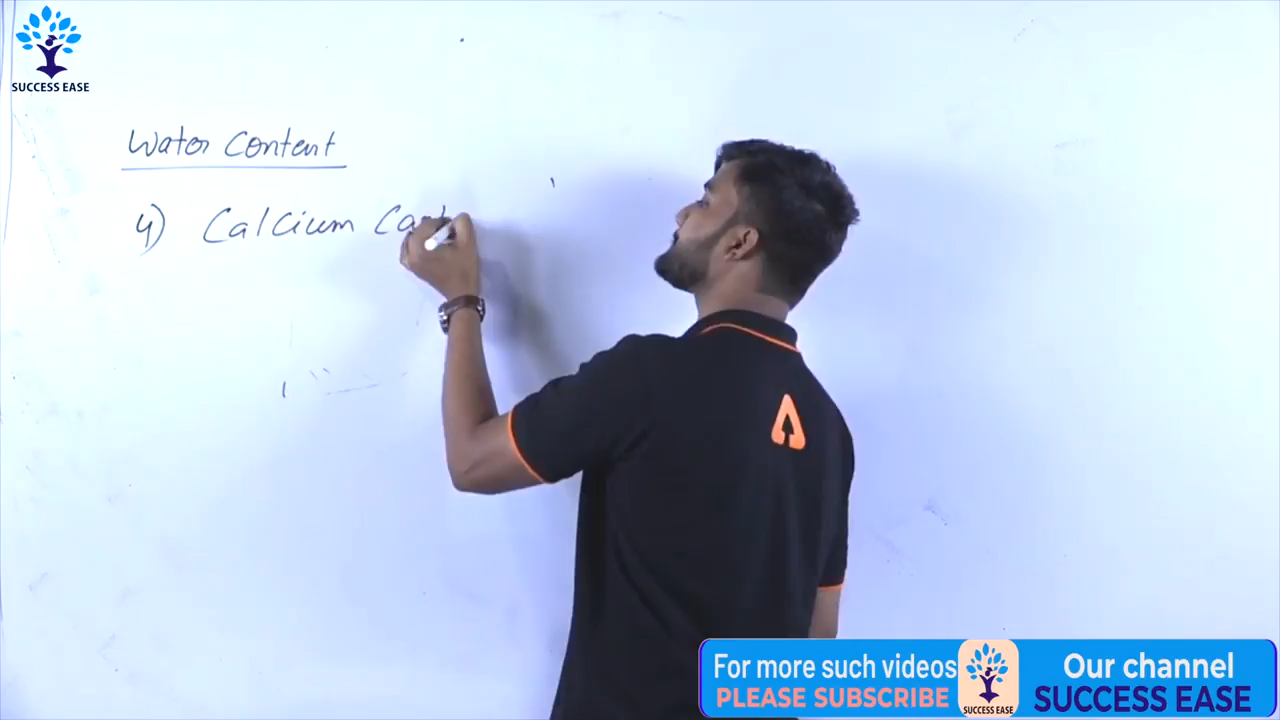 SUCCESS EASE
Water Content
4) Calcium Ca
For more such videos
PLEASE SUBSCRIBE
SUCCESS EASE
Our channel
SUCCESS EASE